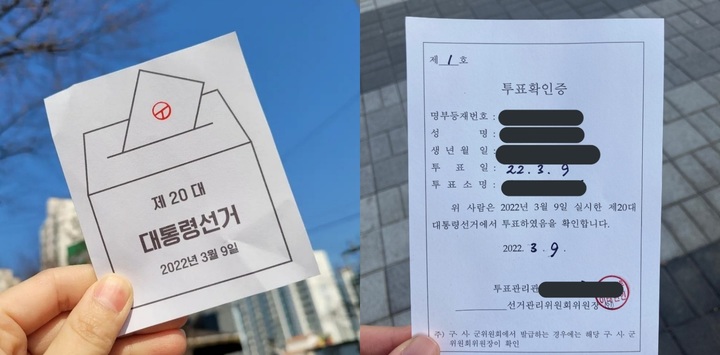 제 20 대
대통령선거
2022년 3월 9일
제 1 호
투표확인증
명부등재번호 :
성 명 :
생 년 월 일 :
투 표 일 : 22. 3. 9
투 표 소 명 :
위 사람은 2022년 3월 9일 실시한 제20대
대통령선거에서 투표하였음을 확인합니다.
2022. 3. 9.
투표관리관
선거관리위원회위원장
주) 구· 시· 군위원회에서 발급하는 경우에는 해당 구· 시· 군
위원회위원장이 확인